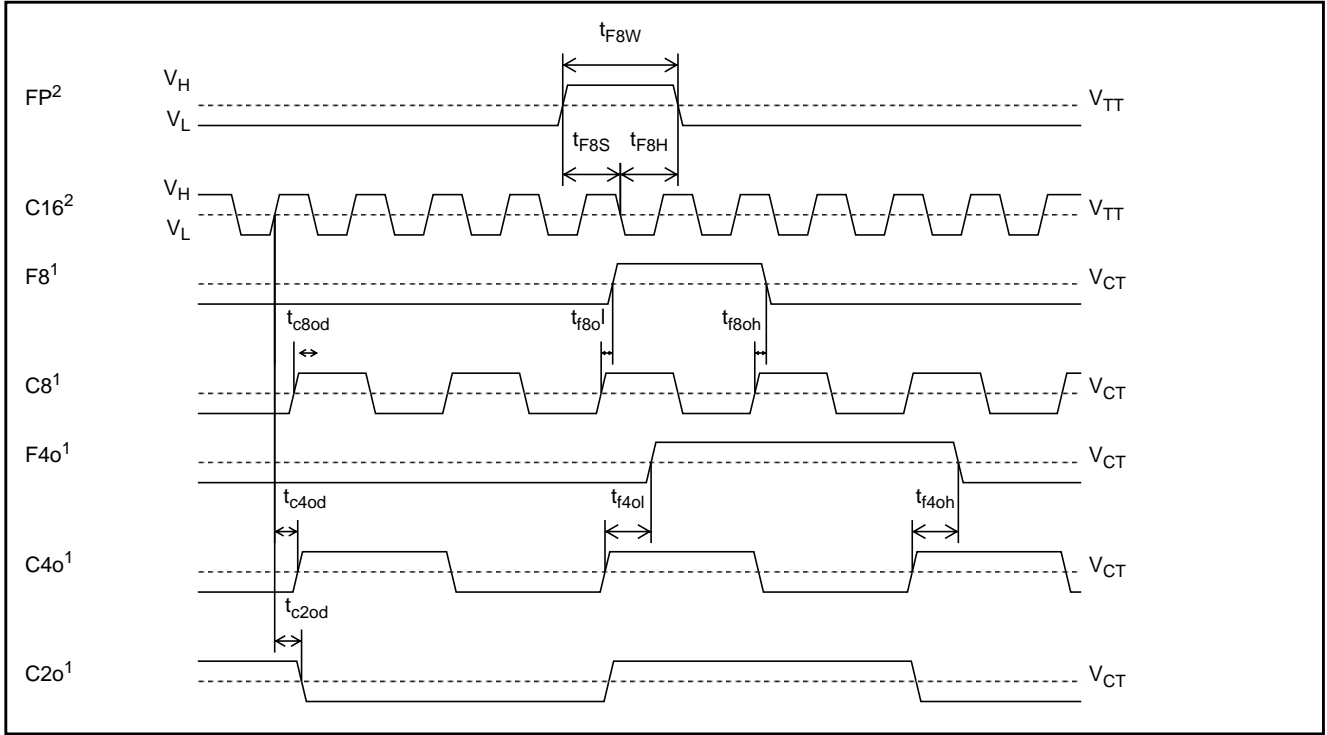 tF8W
VH
FP²
VL
VTT
tF8S
tF8H
VH
C16²
VL
VTT
F8¹
VCT
tc8od
tf8ol
tf8oh
C8¹
VCT
F4o¹
VCT
tc4od
tf4ol
tf4oh
C4o¹
VCT
tc2od
C2o¹
VCT